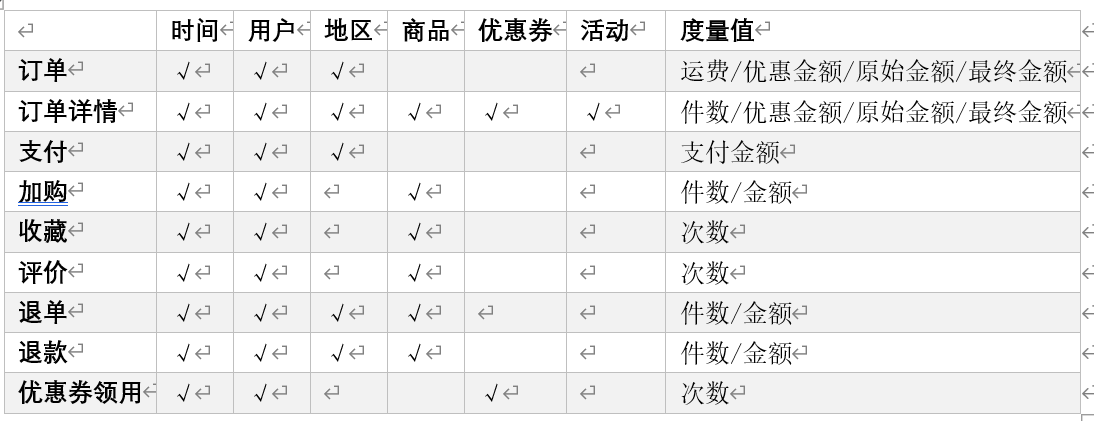 时间 用户 地区 商品 优惠券 活动 度量值
订单 √ √ √ 运费/优惠金额/原始金额/最终金额
订单详情 √ √ √ √ √ √ 件数/优惠金额/原始金额/最终金额
支付 √ √ √ 支付金额
加购 √ √ √ 件数/金额
收藏 √ √ √ 次数
评价 √ √ √ 次数
退单 √ √ √ √ 件数/金额
退款 √ √ √ √ 件数/金额
优惠券领用 √ √ √ 次数